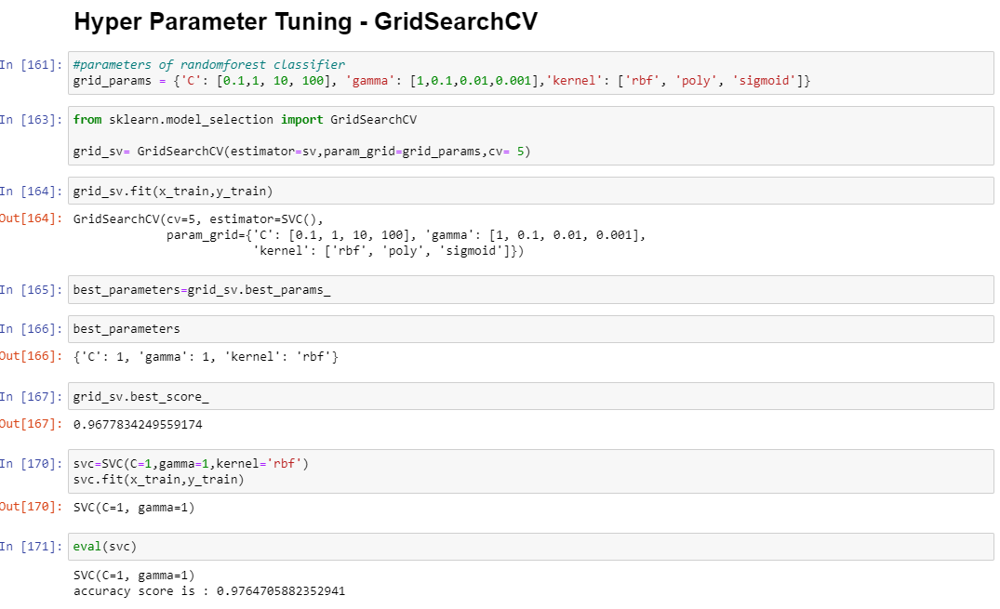 Hyper Parameter Tuning - GridSearchCV
In [161]: #parameters of randomforest classifier
grid_params = {'C': [0.1,1, 10, 100], 'gamma': [1,0.1,0.01,0.001],'kernel': ['rbf', 'poly', 'sigmoid']}
In [163]: from sklearn.model_selection import GridSearchCV
grid_sv= GridSearchCV(estimator=sv,param_grid=grid_params,cv= 5)
In [164]: grid_sv.fit(x_train,y_train)
Out[164]: GridSearchCV(cv=5, estimator=SVC(),
param_grid={'C': [0.1, 1, 10, 100], 'gamma': [1, 0.1, 0.01, 0.001],
'kernel': ['rbf', 'poly', 'sigmoid']})
In [165]: best_parameters=grid_sv.best_params_
In [166]: best_parameters
Out[166]: {'C': 1, 'gamma': 1, 'kernel': 'rbf'}
In [167]: grid_sv.best_score_
Out[167]: 0.9677834249559174
In [170]: svc=SVC(C=1,gamma=1,kernel='rbf')
svc.fit(x_train,y_train)
Out[170]: SVC(C=1, gamma=1)
In [171]: eval(svc)
SVC(C=1, gamma=1)
accuracy score is : 0.9764705882352941